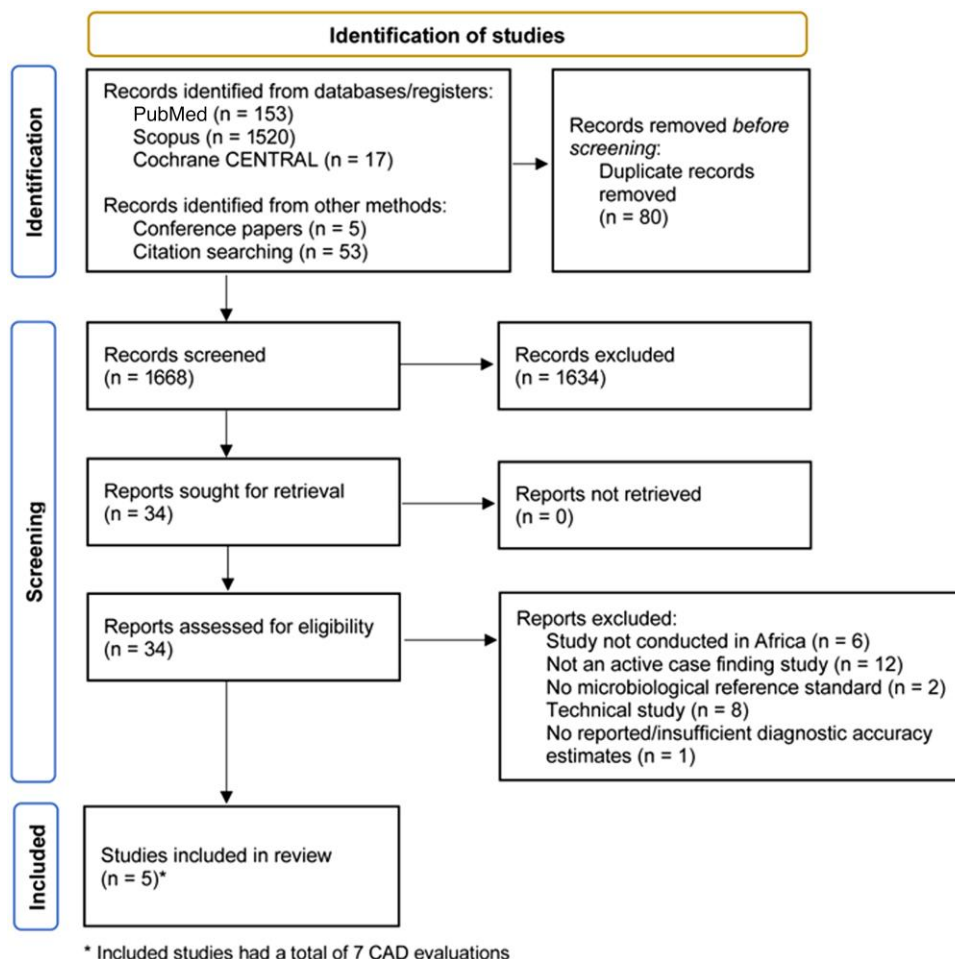 Identification of studies
Identification
Records identified from databases/registers:
PubMed (n = 153)
Scopus (n = 1520)
Cochrane CENTRAL (n = 17)
Records identified from other methods:
Conference papers (n = 5)
Citation searching (n = 53)
Records removed before
screening:
Duplicate records
removed
(n = 80)
Screening
Records screened
(n = 1668)
Records excluded
(n = 1634)
Reports sought for retrieval
(n = 34)
Reports not retrieved
(n = 0)
Reports assessed for eligibility
(n = 34)
Reports excluded:
Study not conducted in Africa (n = 6)
Not an active case finding study (n = 12)
No microbiological reference standard (n = 2)
Technical study (n = 8)
No reported/insufficient diagnostic accuracy
estimates (n = 1)
Included
Studies included in review
(n = 5)*
* Included studies had a total of 7 CAD evaluations